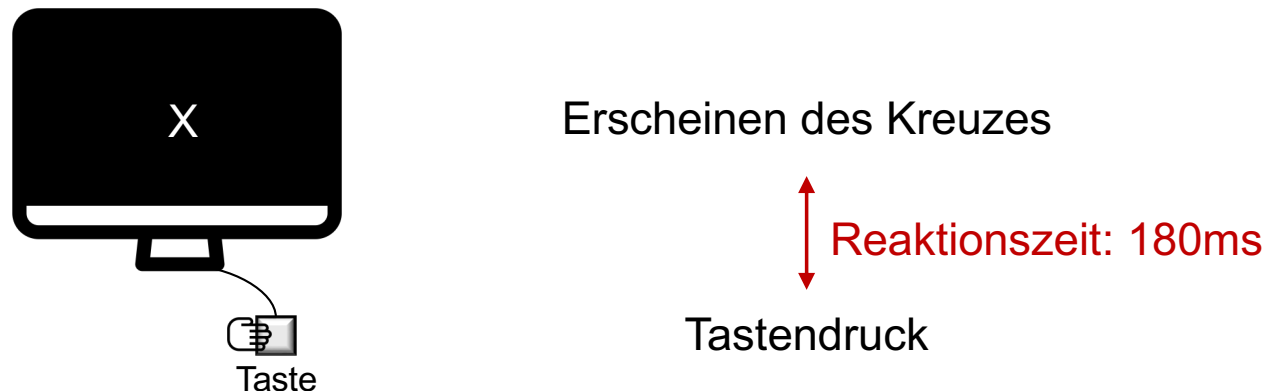 X
Erscheinen des Kreuzes
Reaktionszeit: 180ms
Tastendruck
Taste